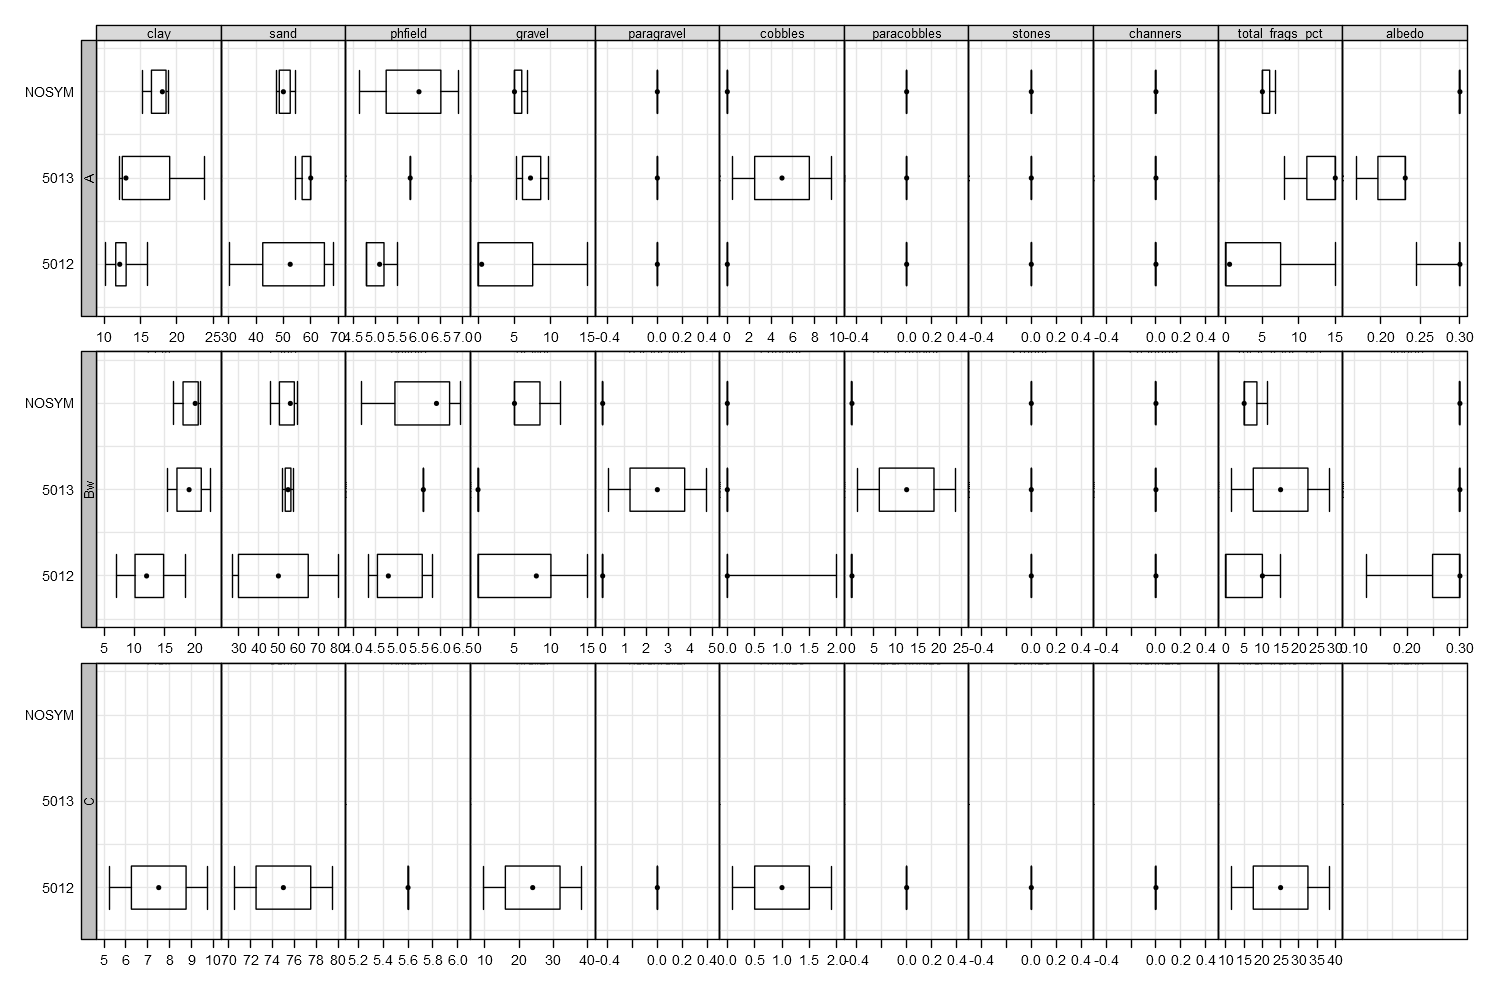 clay sand phfield gravel paragravel cobbles paracobbles stones channers total_frags_pct albedo
NOSYM
A
5013
5012
10 15 20 25 30 40 50 60 70 4.5 5.0 5.5 6.0 6.5 7.0 0 5 10 15 -0.4 0.0 0.2 0.4 0 2 4 6 8 10 -0.4 0.0 0.2 0.4 -0.4 0.0 0.2 0.4 -0.4 0.0 0.2 0.4 0 5 10 15 0.20 0.25 0.30
NOSYM
Bw
5013
5012
5 10 15 20 30 40 50 60 70 80 4.0 4.5 5.0 5.5 6.0 6.5 0 5 10 15 0 1 2 3 4 5 0.0 0.5 1.0 1.5 2.0 0 5 10 15 20 25 -0.4 0.0 0.2 0.4 -0.4 0.0 0.2 0.4 0 5 10 15 20 25 30 0.10 0.20 0.30
NOSYM
C
5013
5012
5 6 7 8 9 10 70 72 74 76 78 80 5.2 5.4 5.6 5.8 6.0 10 20 30 40 -0.4 0.0 0.2 0.4 0.0 0.5 1.0 1.5 2.0 -0.4 0.0 0.2 0.4 -0.4 0.0 0.2 0.4 -0.4 0.0 0.2 0.4 10 15 20 25 30 35 40